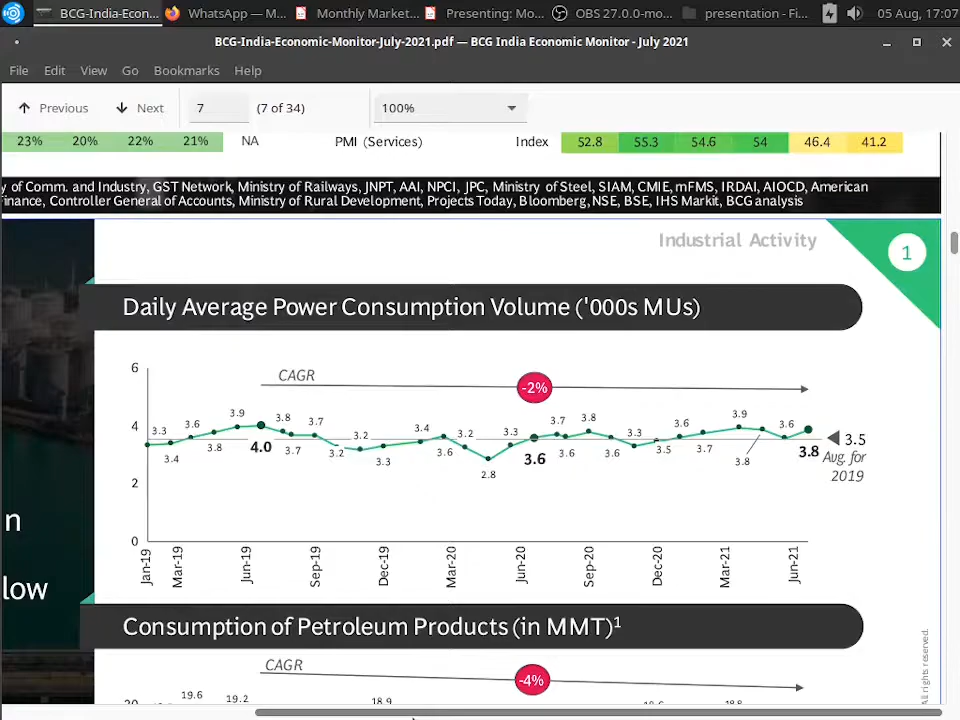 BCG-India-Econ...
WhatsApp — M...
Monthly Market...
Presenting: Mo...
OBS 27.0.0-mo...
presentation - Fi...
05 Aug, 17:07
BCG-India-Economic-Monitor-July-2021.pdf — BCG India Economic Monitor - July 2021
File Edit View Go Bookmarks Help
Previous Next 7 (7 of 34) 100%
23% 20% 22% 21% NA PMI (Services) Index 52.8 55.3 54.6 54 46.4 41.2
y of Comm. and Industry, GST Network, Ministry of Railways, JNPT, AAI, NPCI, JPC, Ministry of Steel, SIAM, CMIE, mFMS, IRDAI, AIOCD, American
Finance, Controller General of Accounts, Ministry of Rural Development, Projects Today, Bloomberg, NSE, BSE, IHS Markit, BCG analysis
Industrial Activity
1
Daily Average Power Consumption Volume ('000s MUs)
6
CAGR
-2%
4
3.3 3.6 3.9 3.8 3.7 3.2 3.4 3.2 3.3 3.7 3.8 3.3 3.6 3.9 3.6
3.4 3.8 4.0 3.7 3.2 3.3 3.6 2.8 3.6 3.6 3.6 3.5 3.7 3.8 3.8
3.5
Avg. for
2019
2
0
Jan-19 Mar-19 Jun-19 Sep-19 Dec-19 Mar-20 Jun-20 Sep-20 Dec-20 Mar-21 Jun-21
n
low
Consumption of Petroleum Products (in MMT)¹
CAGR
-4%
19.6 19.2 18.9
20
All rights reserved.